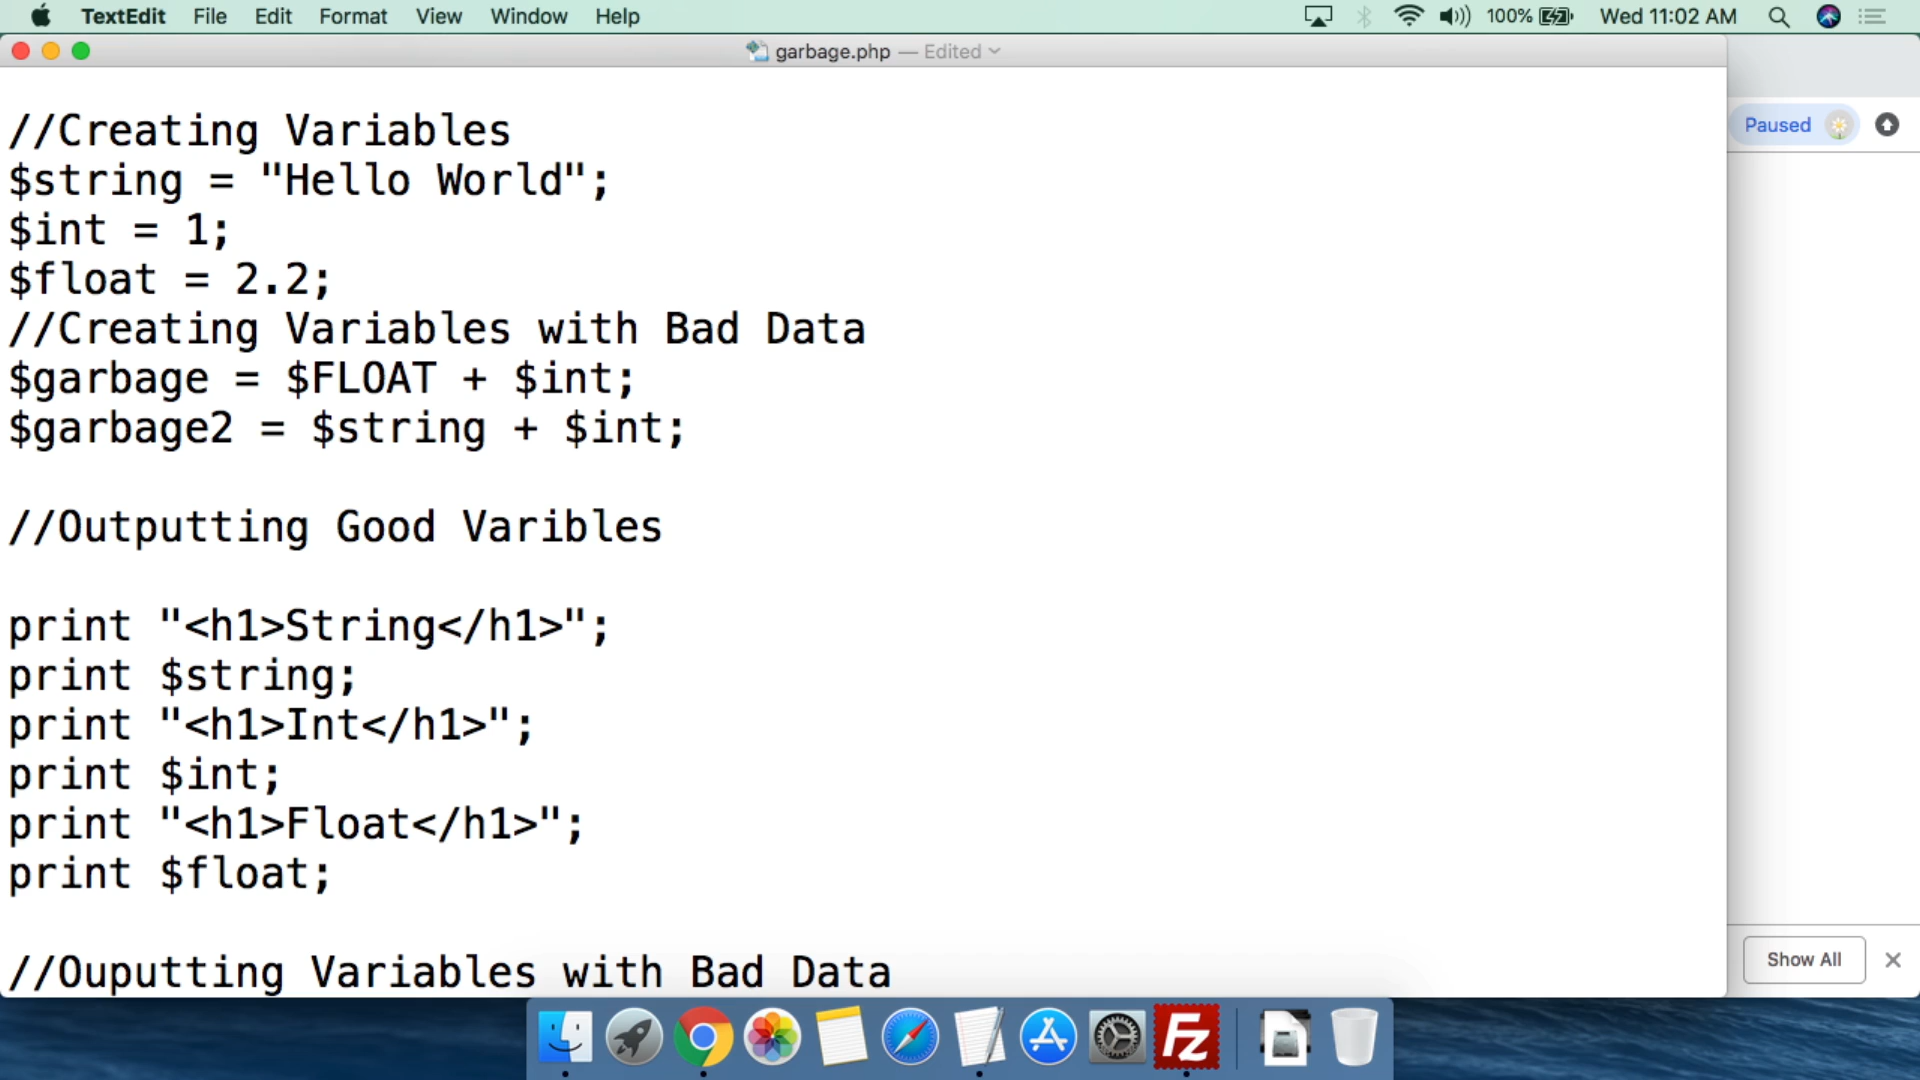 TextEdit File Edit Format View Window Help 100% Wed 11:02 AM
garbage.php — Edited
Paused
//Creating Variables
$string = "Hello World";
$int = 1;
$float = 2.2;
//Creating Variables with Bad Data
$garbage = $FLOAT + $int;
$garbage2 = $string + $int;
//Outputting Good Varibles
print "<h1>String</h1>";
print $string;
print "<h1>Int</h1>";
print $int;
print "<h1>Float</h1>";
print $float;
//Ouputting Variables with Bad Data
Show All
Fz